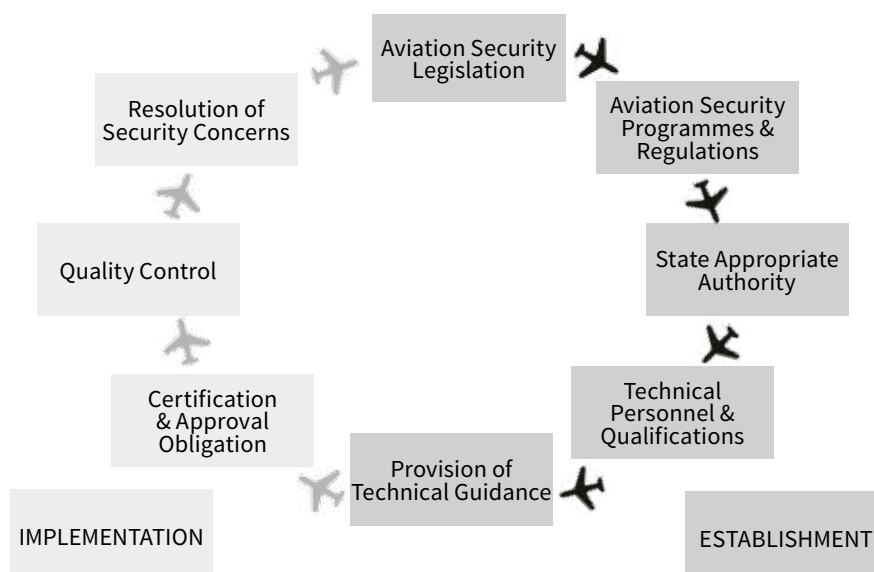 Aviation Security
Legislation
Aviation Security
Programmes &
Regulations
State Appropriate
Authority
Technical
Personnel &
Qualifications
Provision of
Technical Guidance
Certification
& Approval
Obligation
Quality Control
Resolution of
Security Concerns
IMPLEMENTATION
ESTABLISHMENT